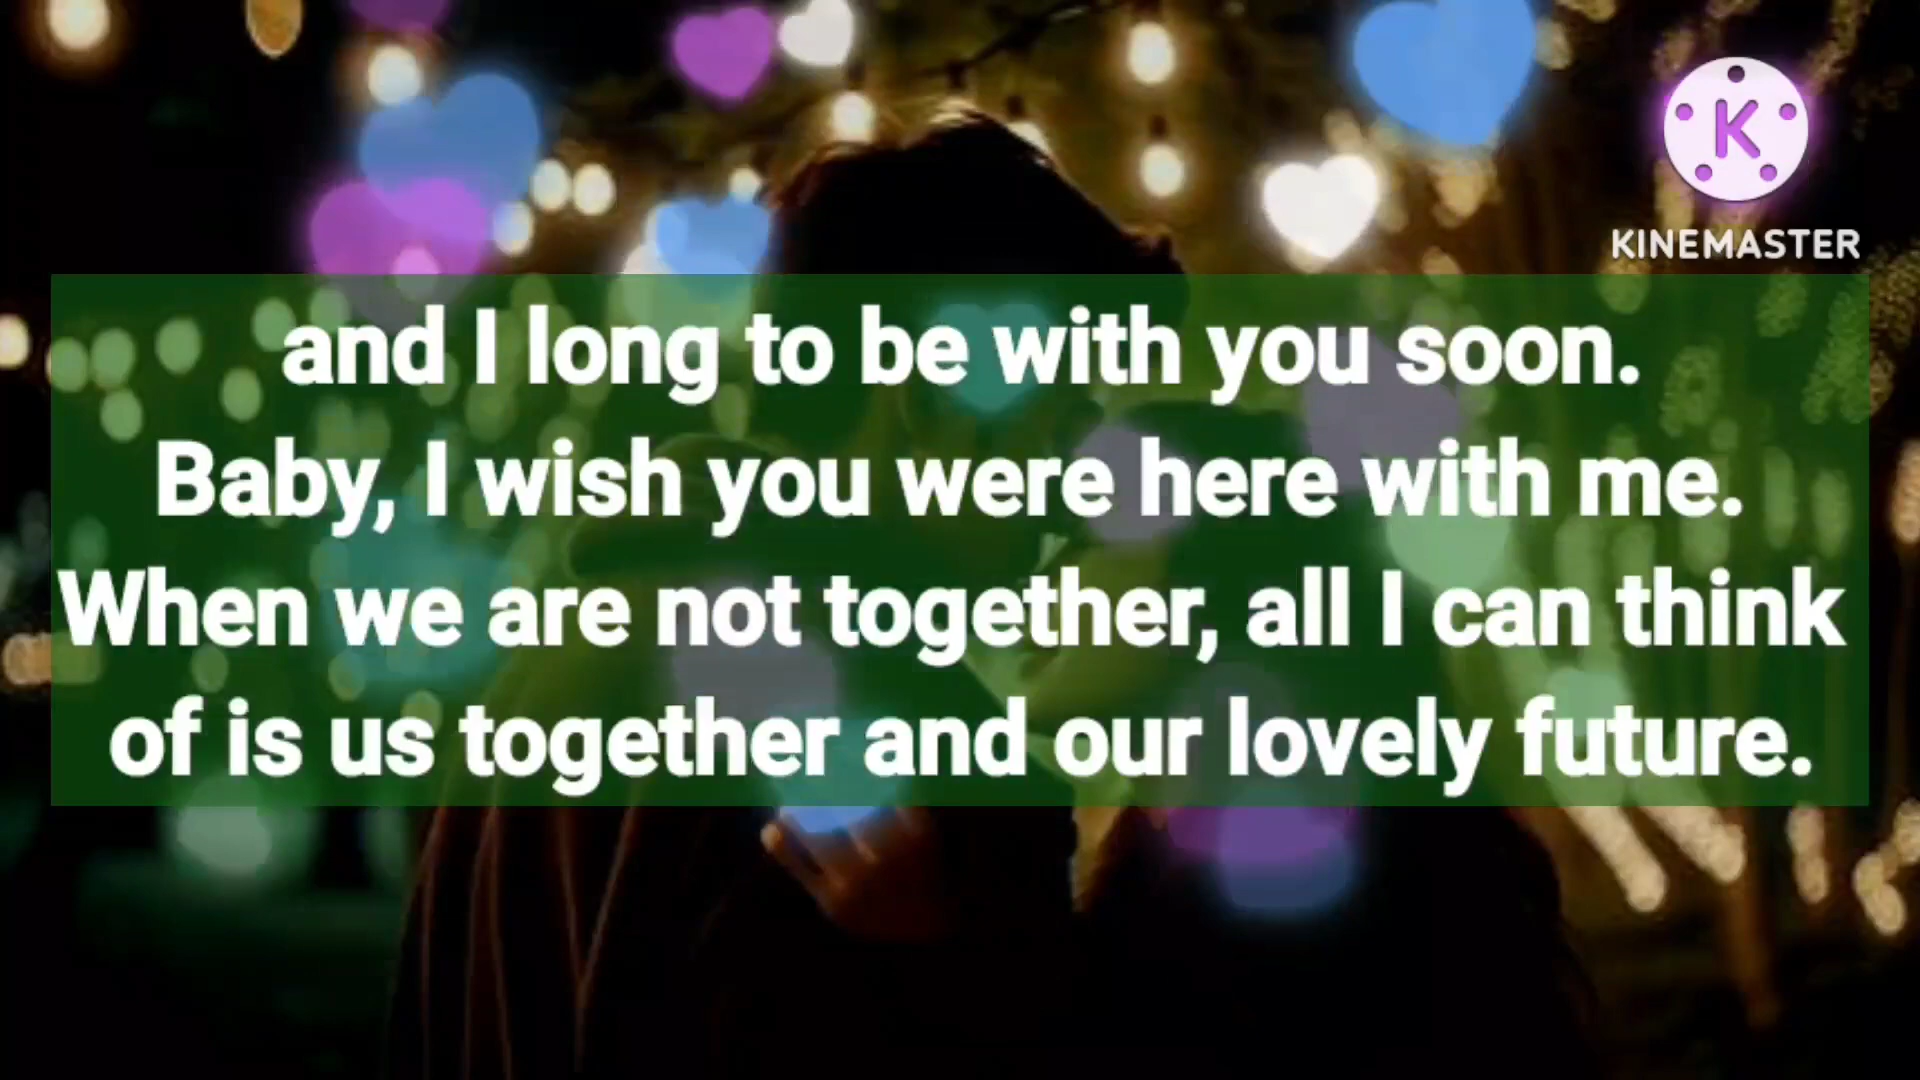 K
KINEMASTER
and I long to be with you soon.
Baby, I wish you were here with me.
When we are not together, all I can think
of is us together and our lovely future.